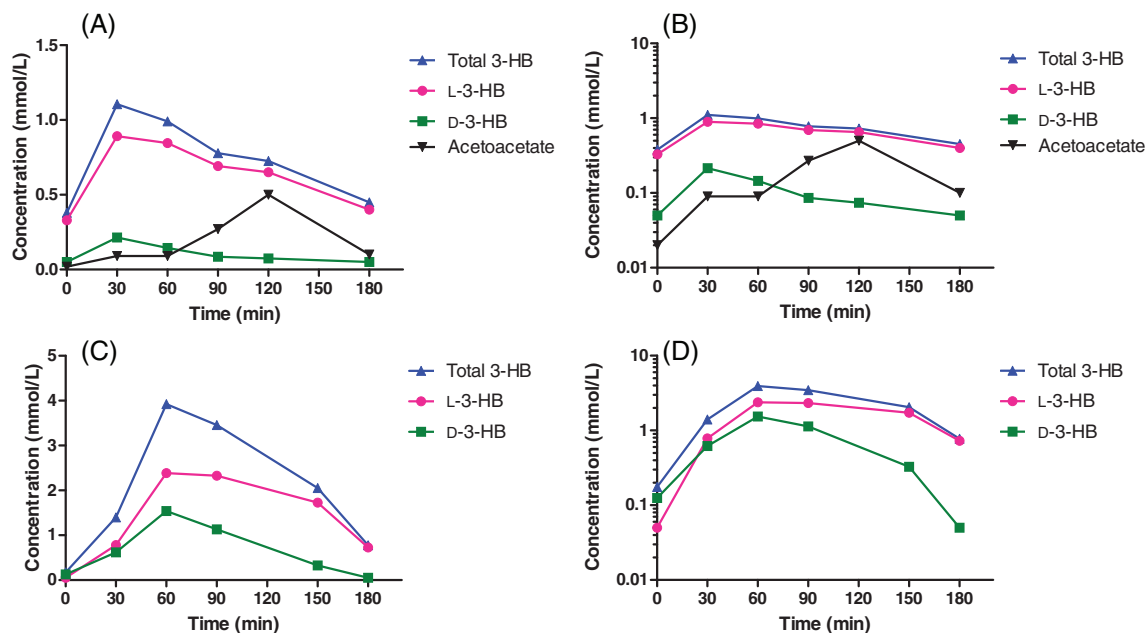 (A)
Concentration (mmol/L)
1.5
1.0
0.5
0.0
0 30 60 90 120 150 180
Time (min)
Total 3-HB
L-3-HB
D-3-HB
Acetoacetate
(B)
Concentration (mmol/L)
10
1
0.1
0.01
0 30 60 90 120 150 180
Time (min)
Total 3-HB
L-3-HB
D-3-HB
Acetoacetate
(C)
Concentration (mmol/L)
5
4
3
2
1
0
0 30 60 90 120 150 180
Time (min)
Total 3-HB
L-3-HB
D-3-HB
(D)
Concentration (mmol/L)
10
1
0.1
0.01
0 30 60 90 120 150 180
Time (min)
Total 3-HB
L-3-HB
D-3-HB